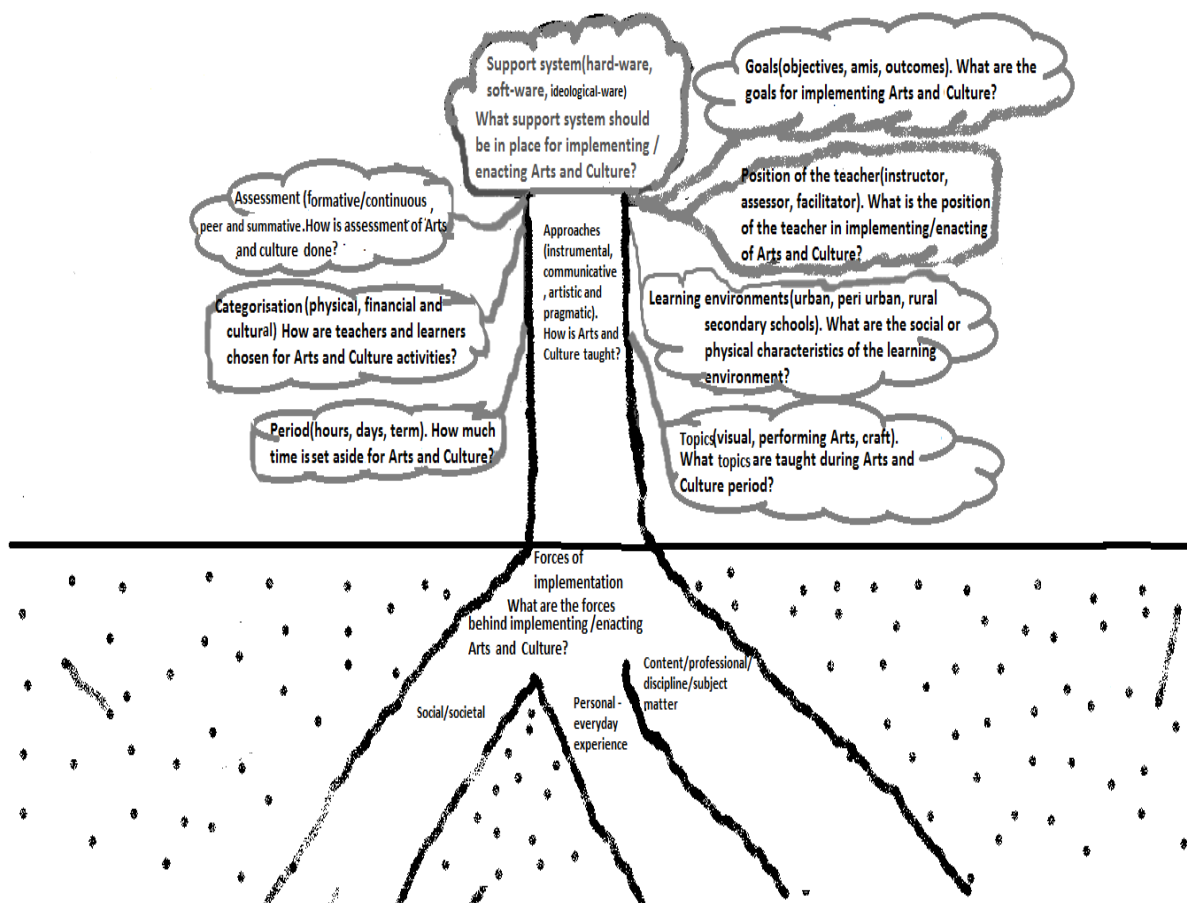 Support system(hard-ware,
soft-ware, ideological-ware)
What support system should
be in place for implementing /
enacting Arts and Culture?
Goals(objectives, amis, outcomes). What are the
goals for implementing Arts and Culture?
Position of the teacher(instructor,
assessor, facilitator). What is the position
of the teacher in implementing/enacting
of Arts and Culture?
Assessment (formative/continuous ,
peer and summative.How is assessment of Arts
and culture done?
Approaches
(instrumental,
communicative
, artistic and
pragmatic).
How is Arts and
Culture taught?
Categorisation (physical, financial and
cultural) How are teachers and learners
chosen for Arts and Culture activities?
Learning environments(urban, peri urban, rural
secondary schools). What are the social or
physical characteristics of the learning
environment?
Period(hours, days, term). How much
time is set aside for Arts and Culture?
Topics(visual, performing Arts, craft).
What topics are taught during Arts and
Culture period?
Forces of
implementation
What are the forces
behind implementing /enacting
Arts and Culture?
Social/societal
Personal -
everyday
experience
Content/professional/
discipline/subject
matter